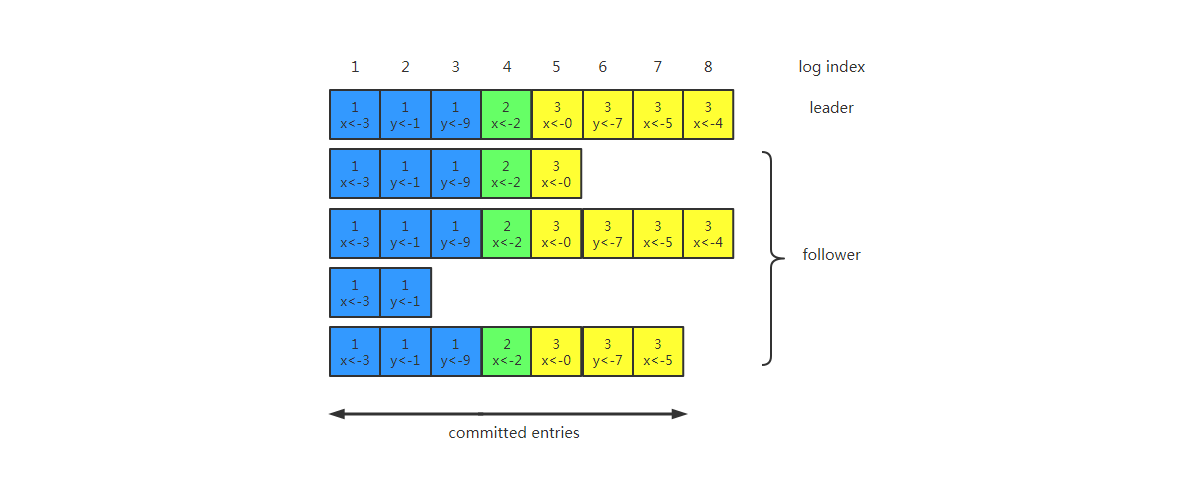 1 2 3 4 5 6 7 8 log index
1 1 1 2 3 3 3 3 leader
x<-3 y<-1 y<-9 x<-2 x<-0 y<-7 x<-5 x<-4
1 1 1 2 3
x<-3 y<-1 y<-9 x<-2 x<-0
1 1 1 2 3 3 3 3
x<-3 y<-1 y<-9 x<-2 x<-0 y<-7 x<-5 x<-4
follower
1 1
x<-3 y<-1
1 1 1 2 3 3 3
x<-3 y<-1 y<-9 x<-2 x<-0 y<-7 x<-5
committed entries